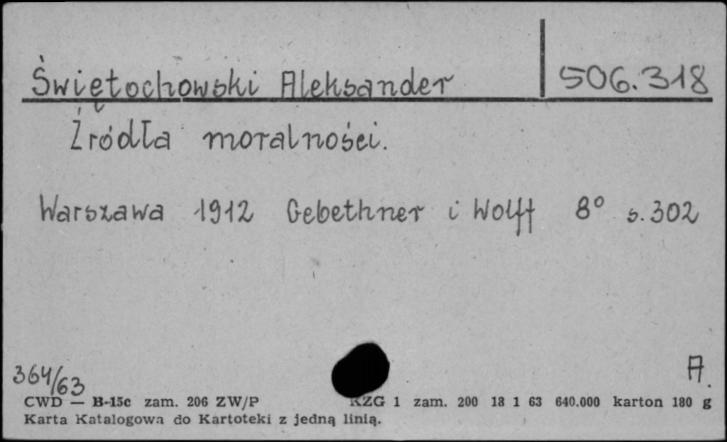 Świętochowski Aleksander 506.318
Źródła moralności.
Warszawa 1912 Gebethner i Wolff 8° s. 302
364/63 A.
CWD — B-15c zam. 206 ZW/P KZG 1 zam. 200 18 1 63 640.000 karton 180 g
Karta Katalogowa do Kartoteki z jedną linią.